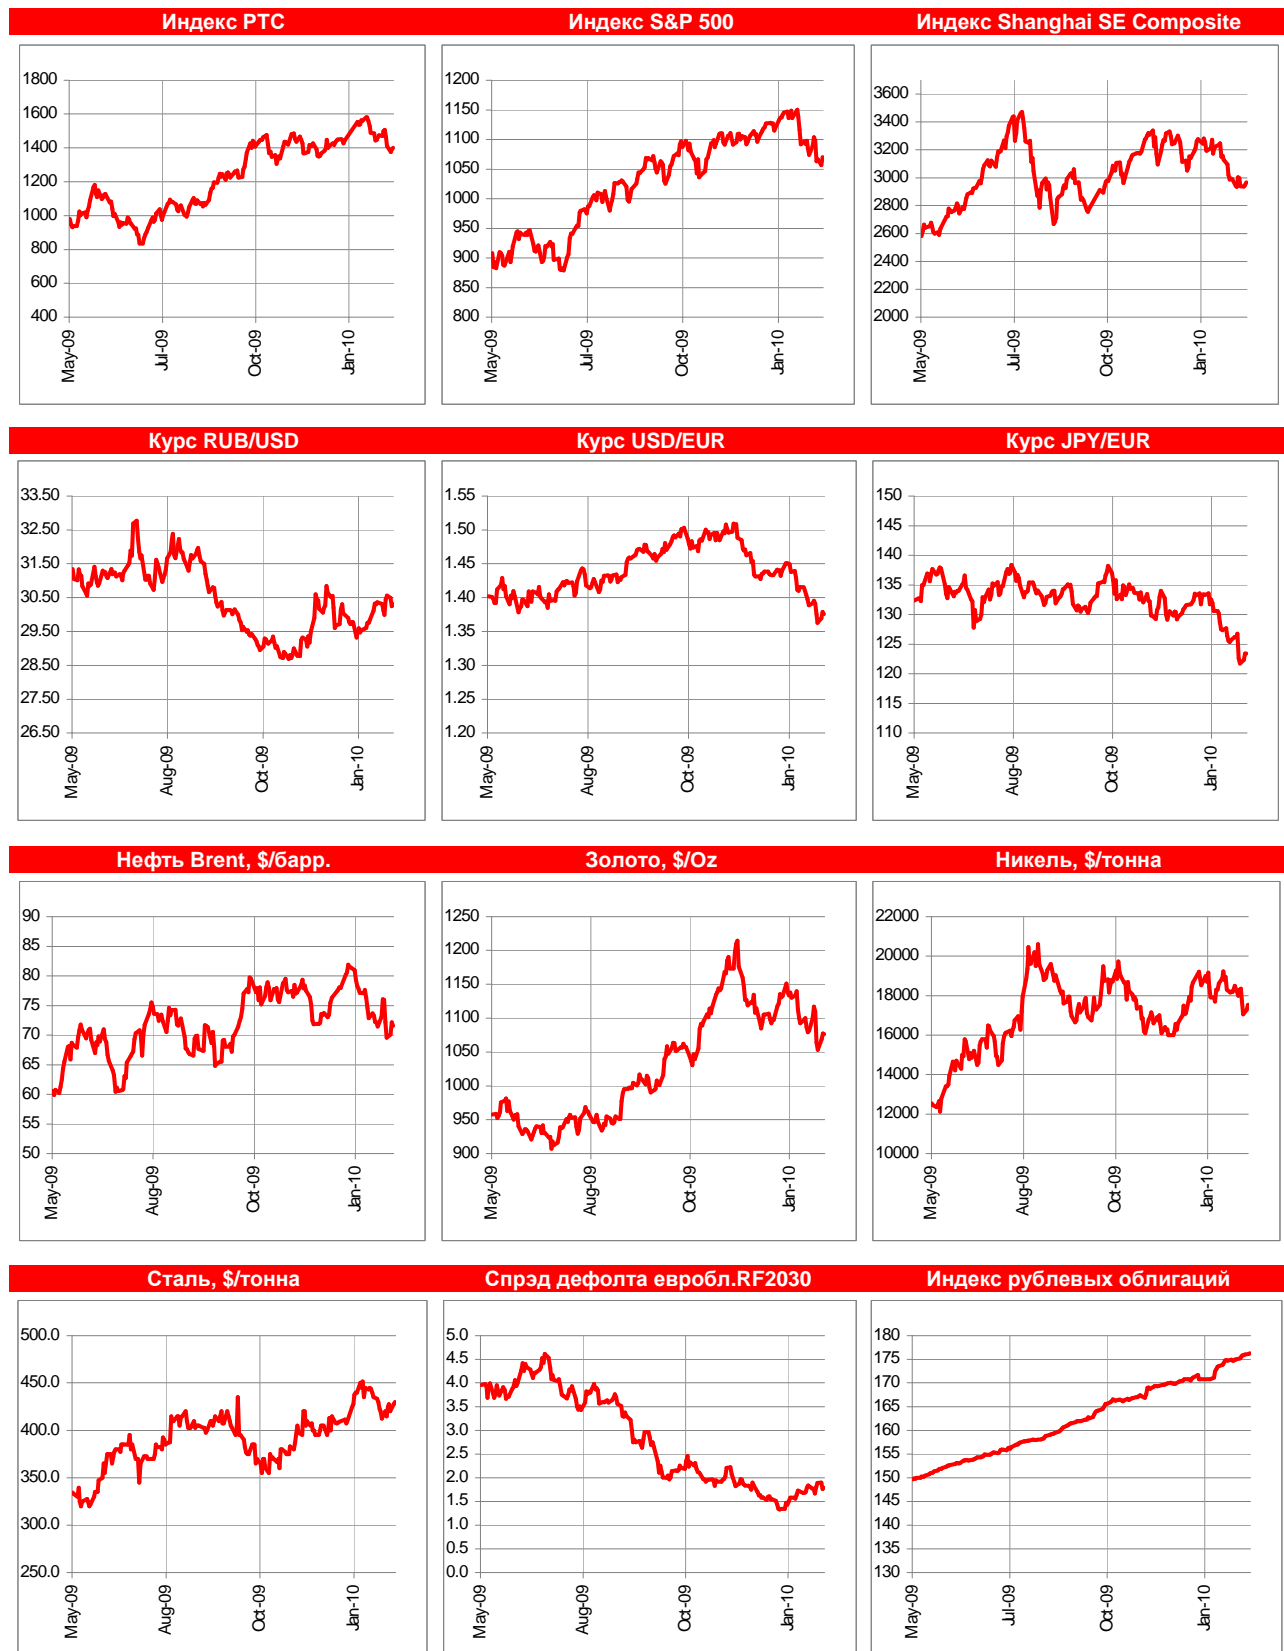 Индекс РТС
1800
1600
1400
1200
1000
800
600
400
May-09
Jul-09
Oct-09
Jan-10
Индекс S&P 500
1200
1150
1100
1050
1000
950
900
850
800
May-09
Jul-09
Oct-09
Jan-10
Индекс Shanghai SE Composite
3600
3400
3200
3000
2800
2600
2400
2200
2000
May-09
Jul-09
Oct-09
Jan-10
Курс RUB/USD
33.50
32.50
31.50
30.50
29.50
28.50
27.50
26.50
May-09
Aug-09
Oct-09
Jan-10
Курс USD/EUR
1.55
1.50
1.45
1.40
1.35
1.30
1.25
1.20
May-09
Aug-09
Oct-09
Jan-10
Курс JPY/EUR
150
145
140
135
130
125
120
115
110
May-09
Aug-09
Oct-09
Jan-10
Нефть Brent, $/барр.
90
85
80
75
70
65
60
55
50
May-09
Aug-09
Oct-09
Jan-10
Золото, $/Oz
1250
1200
1150
1100
1050
1000
950
900
May-09
Aug-09
Oct-09
Jan-10
Никель, $/тонна
22000
20000
18000
16000
14000
12000
10000
May-09
Aug-09
Oct-09
Jan-10
Сталь, $/тонна
500.0
450.0
400.0
350.0
300.0
250.0
May-09
Aug-09
Oct-09
Jan-10
Спрэд дефолта евробл.RF2030
5.0
4.5
4.0
3.5
3.0
2.5
2.0
1.5
1.0
0.5
0.0
May-09
Aug-09
Oct-09
Jan-10
Индекс рублевых облигаций
180
175
170
165
160
155
150
145
140
135
130
May-09
Jul-09
Oct-09
Jan-10